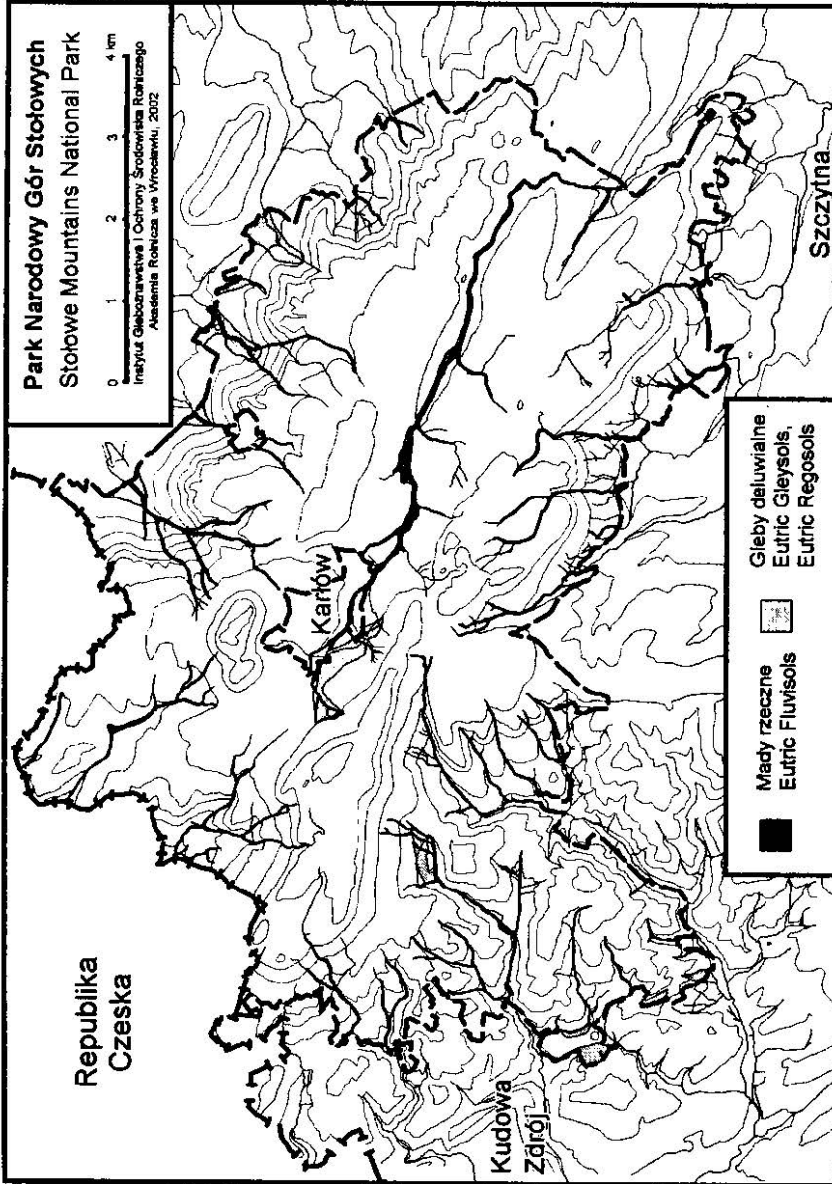 Park Narodowy Gór Stołowych
Stołowe Mountains National Park
0 1 2 3 4 km
Instytut Gleboznawstwa i Ochrony Środowiska Rolniczego
Akademia Rolnicza we Wrocławiu, 2002
Republika
Czeska
Karłów
Kudowa
Zdrój
Szczytna
Mady rzeczne
Eutric Fluvisols
Gleby deluwialne
Eutric Gleysols,
Eutric Regosols